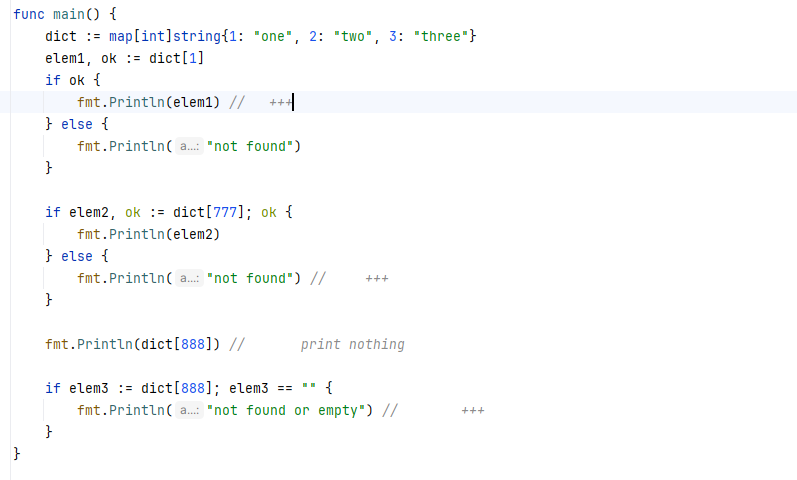 func main() {
    dict := map[int]string{1: "one", 2: "two", 3: "three"}
    elem1, ok := dict[1]
    if ok {
        fmt.Println(elem1) //   +++
    } else {
        fmt.Println( a...: "not found")
    }

    if elem2, ok := dict[777]; ok {
        fmt.Println(elem2)
    } else {
        fmt.Println( a...: "not found") //     +++
    }

    fmt.Println(dict[888]) //       print nothing

    if elem3 := dict[888]; elem3 == "" {
        fmt.Println( a...: "not found or empty") //        +++
    }
}